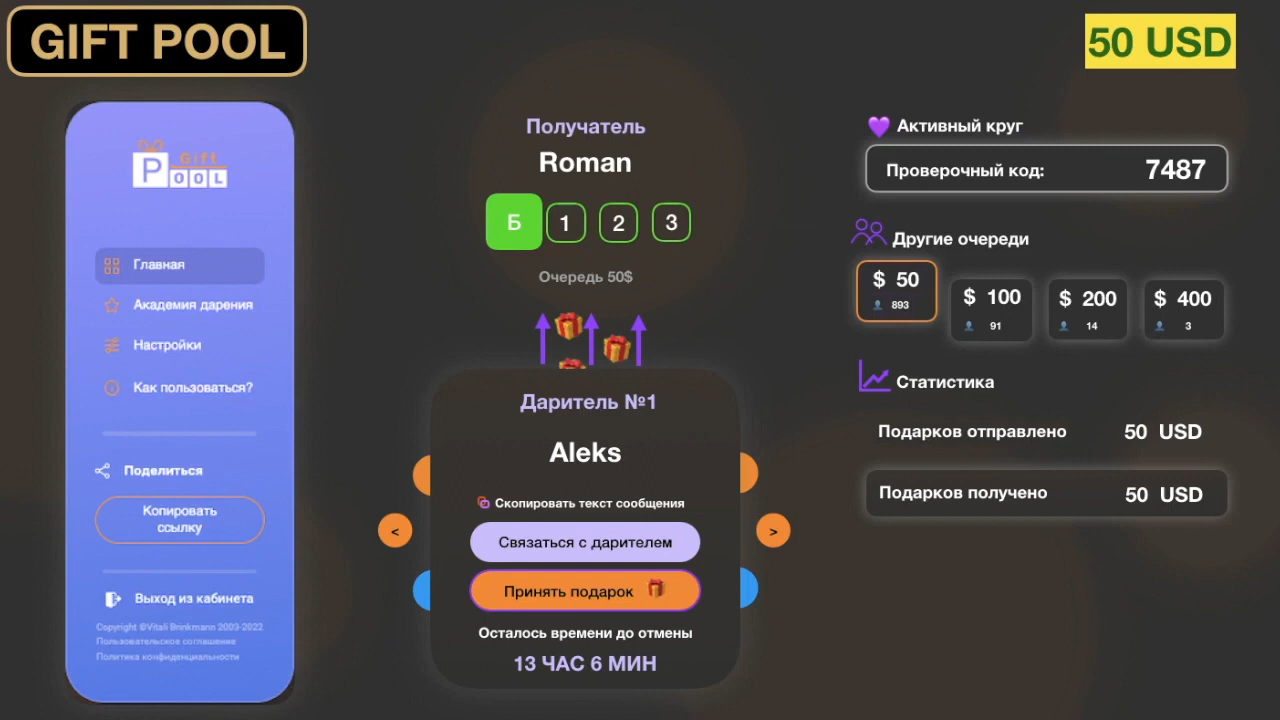 GIFT POOL
50 USD
P Gift
OOL
Главная
Академия дарения
Настройки
Как пользоваться?
Поделиться
Копировать
ссылку
Выход из кабинета
Copyright ©Vitali Brinkmann 2003-2022
Пользовательское соглашение
Политика конфиденциальности
Получатель
Roman
Б 1 2 3
Очередь 50$
Даритель №1
Aleks
Скопировать текст сообщения
Связаться с дарителем
< >
Принять подарок
Осталось времени до отмены
13 ЧАС 6 МИН
Активный круг
Проверочный код: 7487
Другие очереди
$ 50 $ 100 $ 200 $ 400
893 91 14 3
Статистика
Подарков отправлено 50 USD
Подарков получено 50 USD